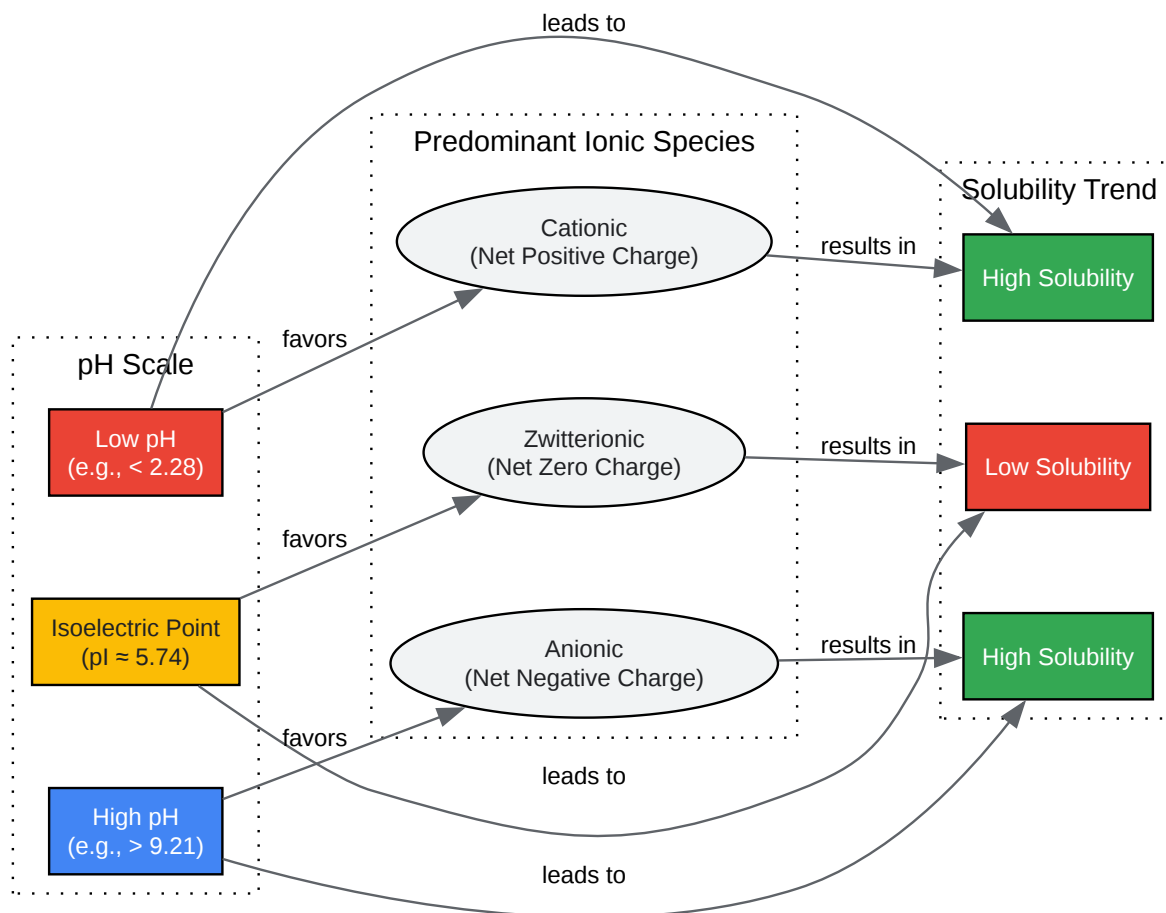 leads to
Predominant Ionic Species
Solubility Trend
Cationic
(Net Positive Charge)
results in
High Solubility
favors
pH Scale
Low pH
(e.g., < 2.28)
Zwitterionic
(Net Zero Charge)
results in
Low Solubility
favors
Isoelectric Point
(pI ≈ 5.74)
Anionic
(Net Negative Charge)
results in
High Solubility
favors
leads to
High pH
(e.g., > 9.21)
leads to